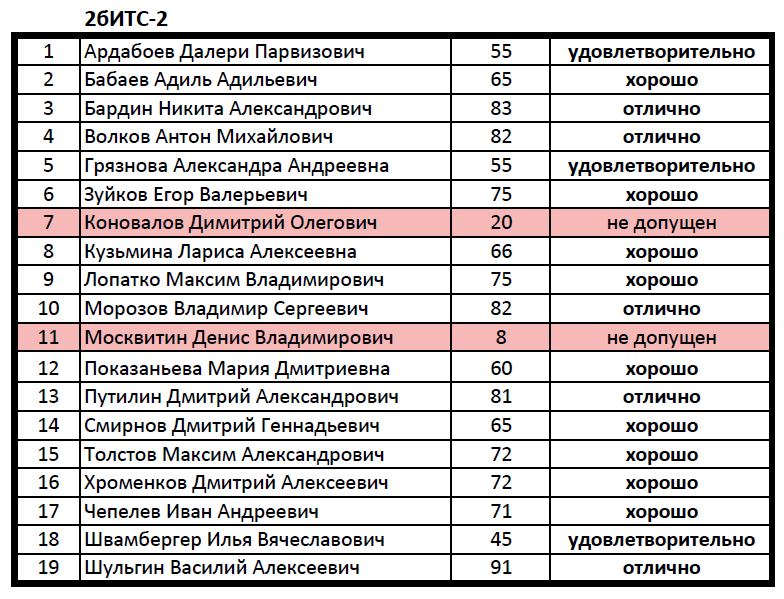 2бИТС-2
1 Ардабоев Далери Парвизович 55 удовлетворительно
2 Бабаев Адиль Адильевич 65 хорошо
3 Бардин Никита Александрович 83 отлично
4 Волков Антон Михайлович 82 отлично
5 Грязнова Александра Андреевна 55 удовлетворительно
6 Зуйков Егор Валерьевич 75 хорошо
7 Коновалов Димитрий Олегович 20 не допущен
8 Кузьмина Лариса Алексеевна 66 хорошо
9 Лопатко Максим Владимирович 75 хорошо
10 Морозов Владимир Сергеевич 82 отлично
11 Москвитин Денис Владимирович 8 не допущен
12 Показаньева Мария Дмитриевна 60 хорошо
13 Путилин Дмитрий Александрович 81 отлично
14 Смирнов Дмитрий Геннадьевич 65 хорошо
15 Толстов Максим Александрович 72 хорошо
16 Хроменков Дмитрий Алексеевич 72 хорошо
17 Чепелев Иван Андреевич 71 хорошо
18 Швамбергер Илья Вячеславович 45 удовлетворительно
19 Шульгин Василий Алексеевич 91 отлично